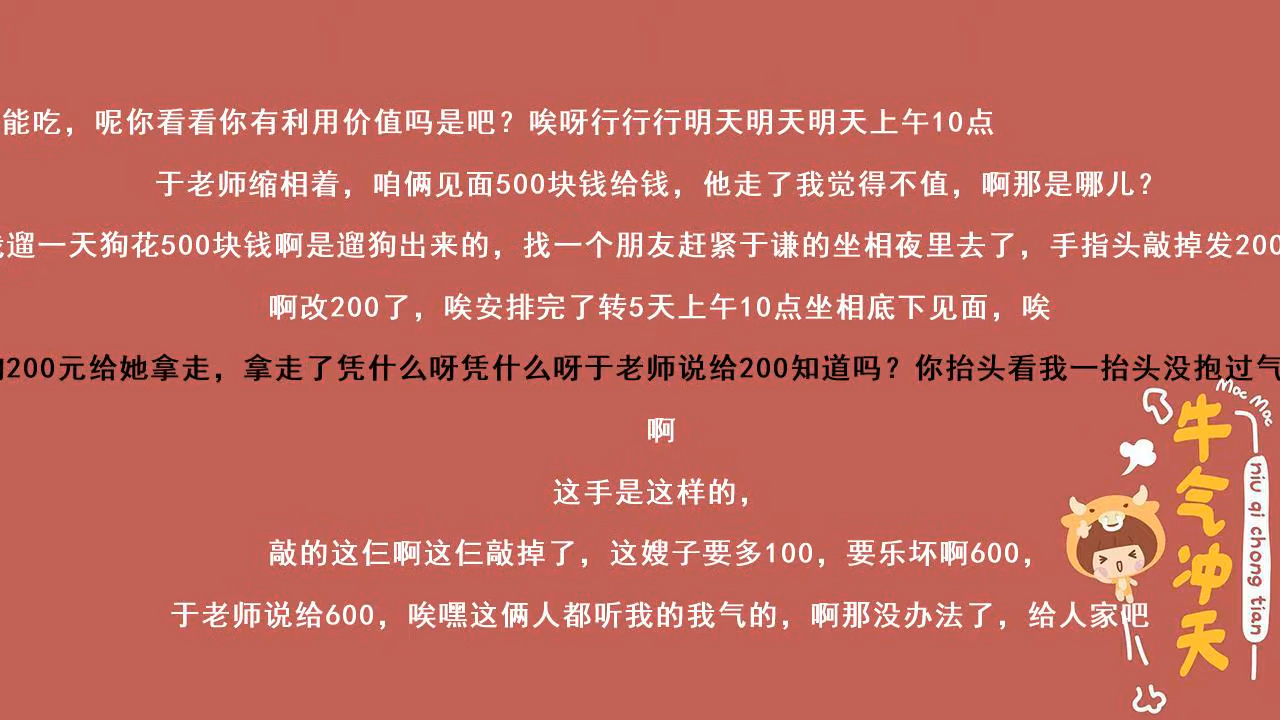 能吃，呢你看看你有利用价值吗是吧？唉呀行行行明天明天明天上午10点
于老师缩相着，咱俩见面500块钱给钱，他走了我觉得不值，啊那是哪儿？
遛一天狗花500块钱啊是遛狗出来的，找一个朋友赶紧于谦的坐相夜里去了，手指头敲掉发200
啊改200了，唉安排完了转5天上午10点坐相底下见面，唉
200元给她拿走，拿走了凭什么呀凭什么呀于老师说给200知道吗？你抬头看我一抬头没抱过气
啊
这手是这样的，
敲的这仨啊这仨敲掉了，这嫂子要多100，要乐坏啊600，
于老师说给600，唉嘿这俩人都听我的我气的，啊那没办法了，给人家吧
Moc Moc
牛气冲天
niu qi chong tian